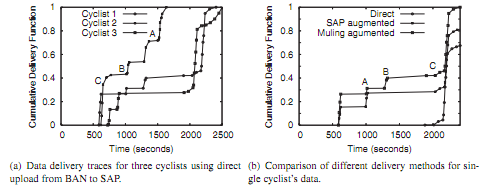 Cumulative Delivery Function
1
0.8
0.6
0.4
0.2
0
Cyclist 1
Cyclist 2
Cyclist 3
A
B
C
0 500 1000 1500 2000 2500
Time (seconds)
(a) Data delivery traces for three cyclists using direct
upload from BAN to SAP.
Cumulative Delivery Function
1
0.8
0.6
0.4
0.2
0
Direct
SAP augmented
Muling agumented
A
B
C
0 500 1000 1500 2000
Time (seconds)
(b) Comparison of different delivery methods for sin-
gle cyclist's data.